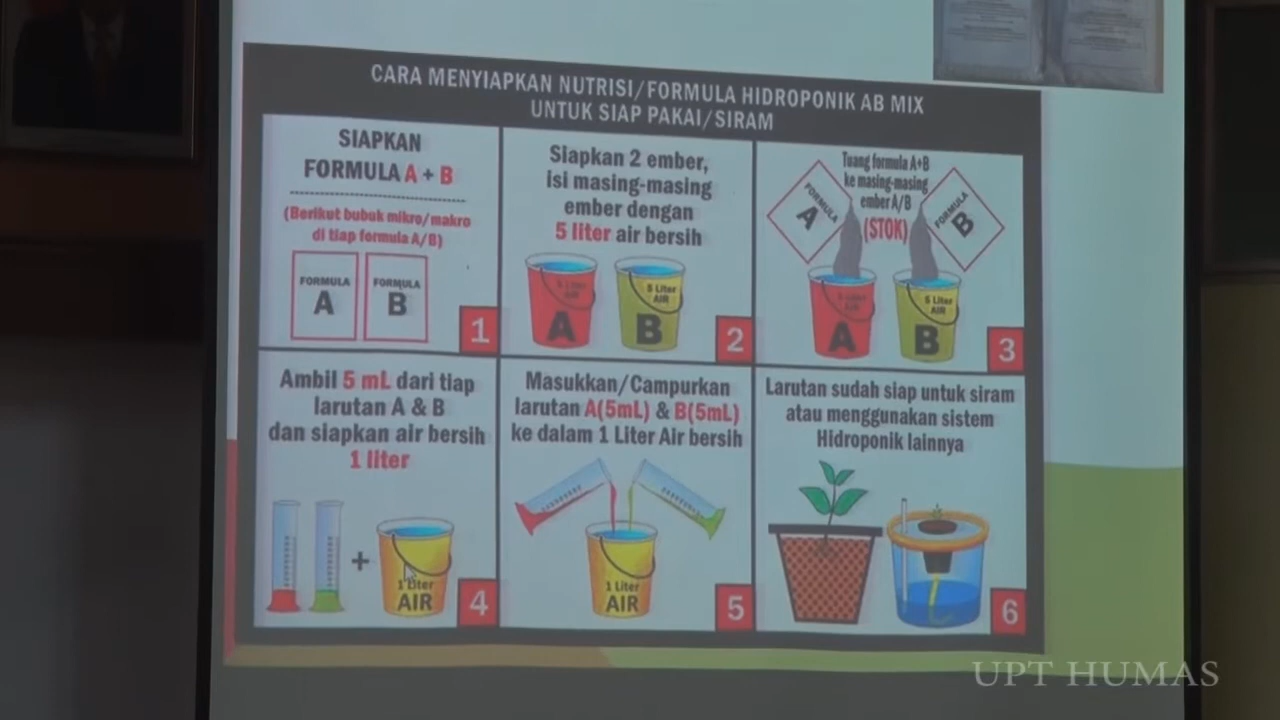 CARA MENYIAPKAN NUTRISI/FORMULA HIDROPONIK AB MIX
UNTUK SIAP PAKAI/SIRAM
SIAPKAN
FORMULA A + B
(Berikut bubuk mikro/makro
di tiap formula A/B)
FORMULA
A
FORMULA
B
1
Siapkan 2 ember,
isi masing-masing
ember dengan
5 liter air bersih
5 Liter
AIR
A
5 Liter
AIR
B
2
Tuang formula A+B
ke masing-masing
ember A/B
(STOK)
FORMULA
A
FORMULA
B
A
5 Liter
AIR
B
3
Ambil 5 mL dari tiap
larutan A & B
dan siapkan air bersih
1 liter
+
1 Liter
AIR
4
Masukkan/Campurkan
larutan A(5mL) & B(5mL)
ke dalam 1 Liter Air bersih
1 Liter
AIR
5
Larutan sudah siap untuk siram
atau menggunakan sistem
Hidroponik lainnya
6
UPT HUMAS